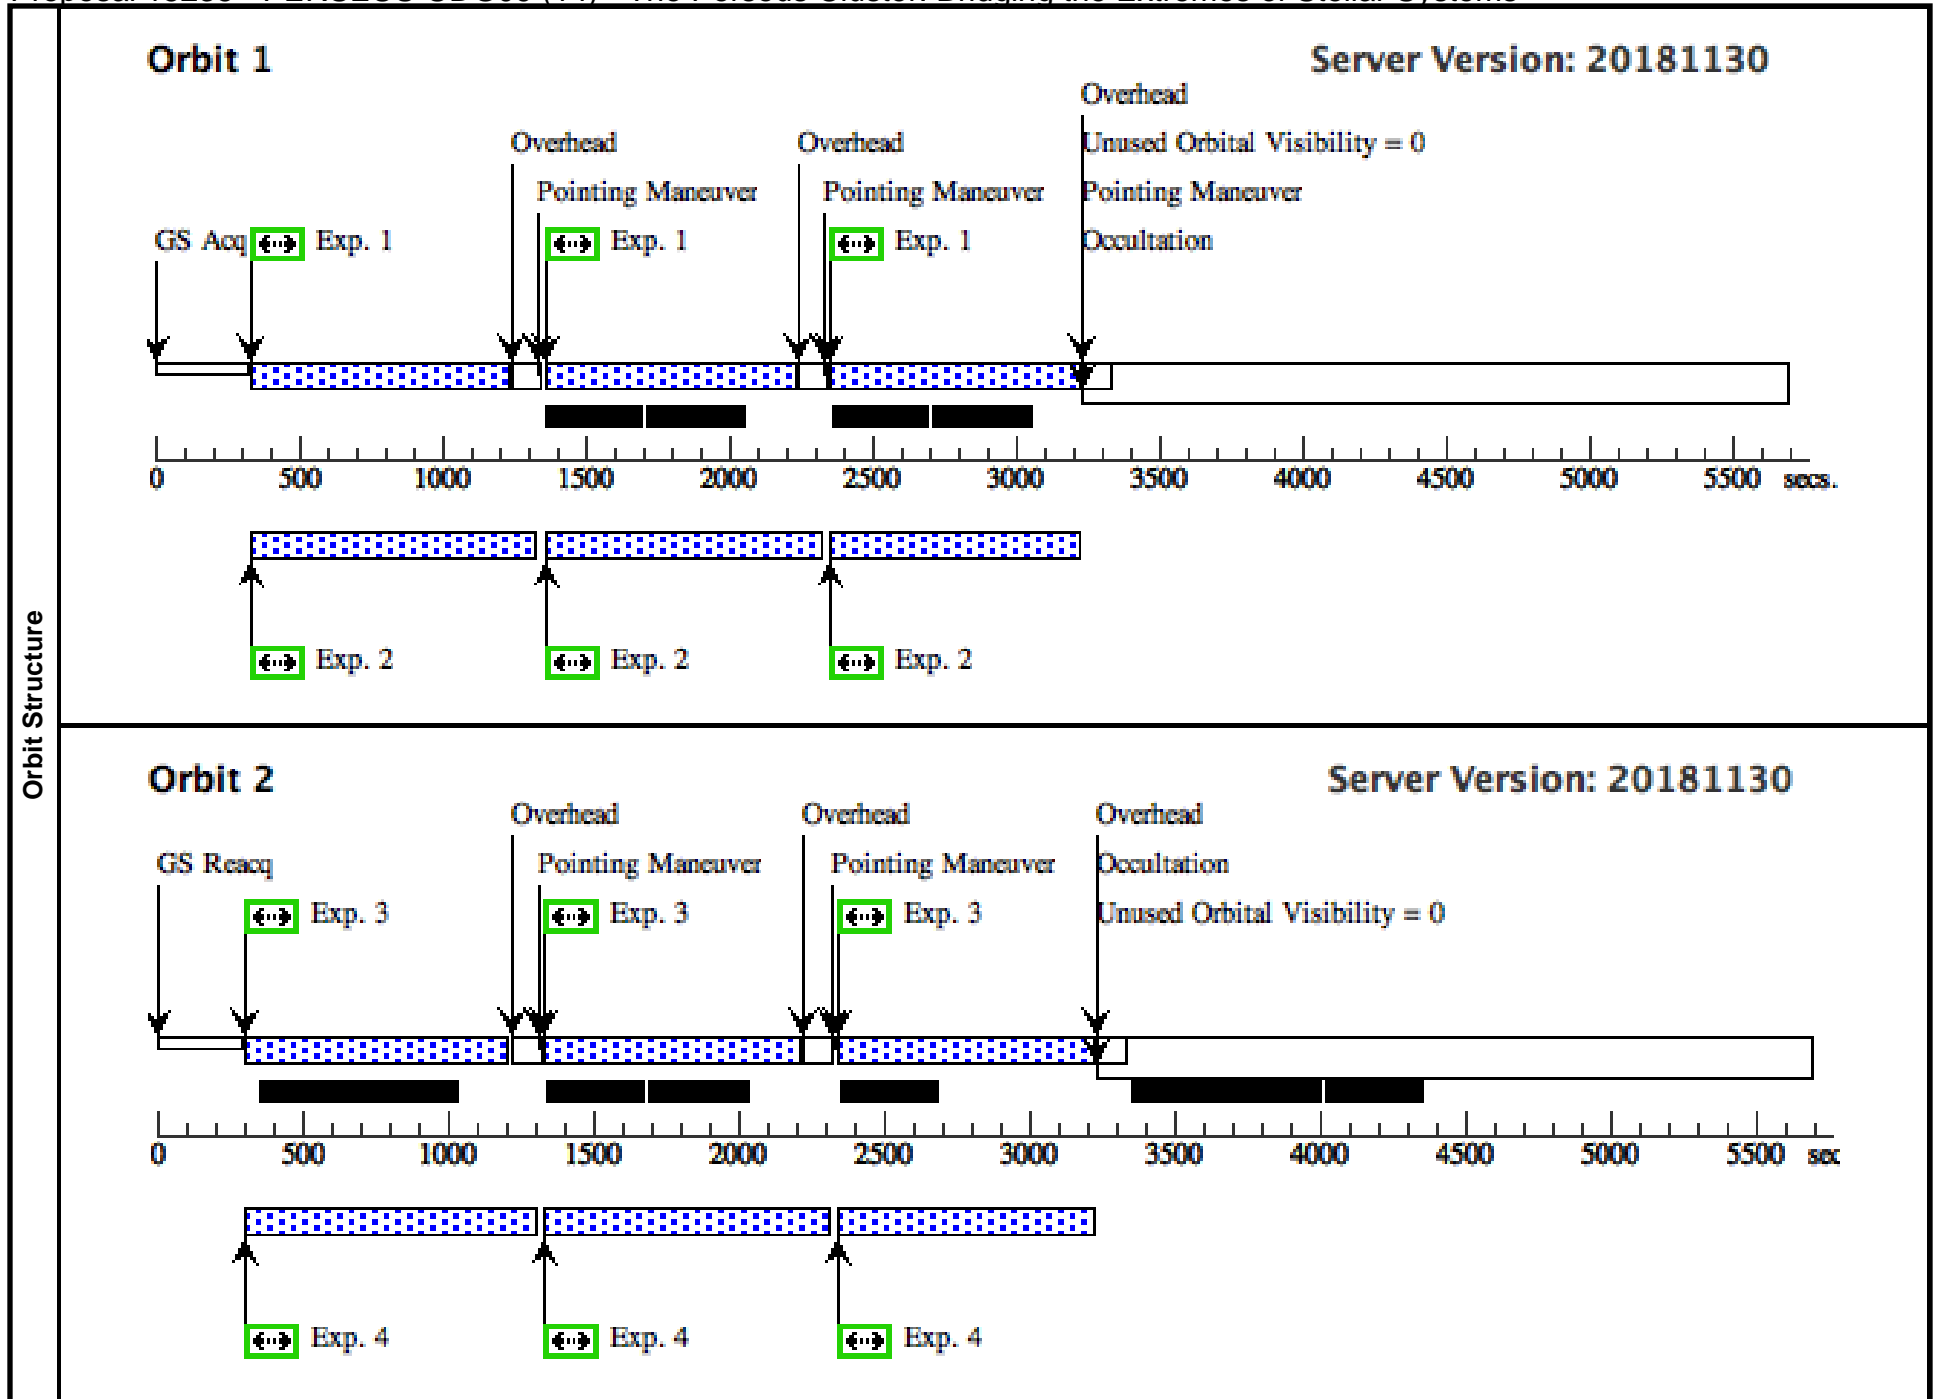 Orbit Structure
Orbit 1
Server Version: 20181130
Overhead
Overhead
Overhead
Unused Orbital Visibility = 0
Pointing Maneuver
Pointing Maneuver
Pointing Maneuver
GS Acq
Exp. 1
Exp. 1
Exp. 1
Occultation
0 500 1000 1500 2000 2500 3000 3500 4000 4500 5000 5500 secs.
Exp. 2
Exp. 2
Exp. 2
Orbit 2
Server Version: 20181130
Overhead
Overhead
Overhead
GS Reacq
Pointing Maneuver
Pointing Maneuver
Occultation
Exp. 3
Exp. 3
Exp. 3
Unused Orbital Visibility = 0
0 500 1000 1500 2000 2500 3000 3500 4000 4500 5000 5500
Exp. 4
Exp. 4
Exp. 4